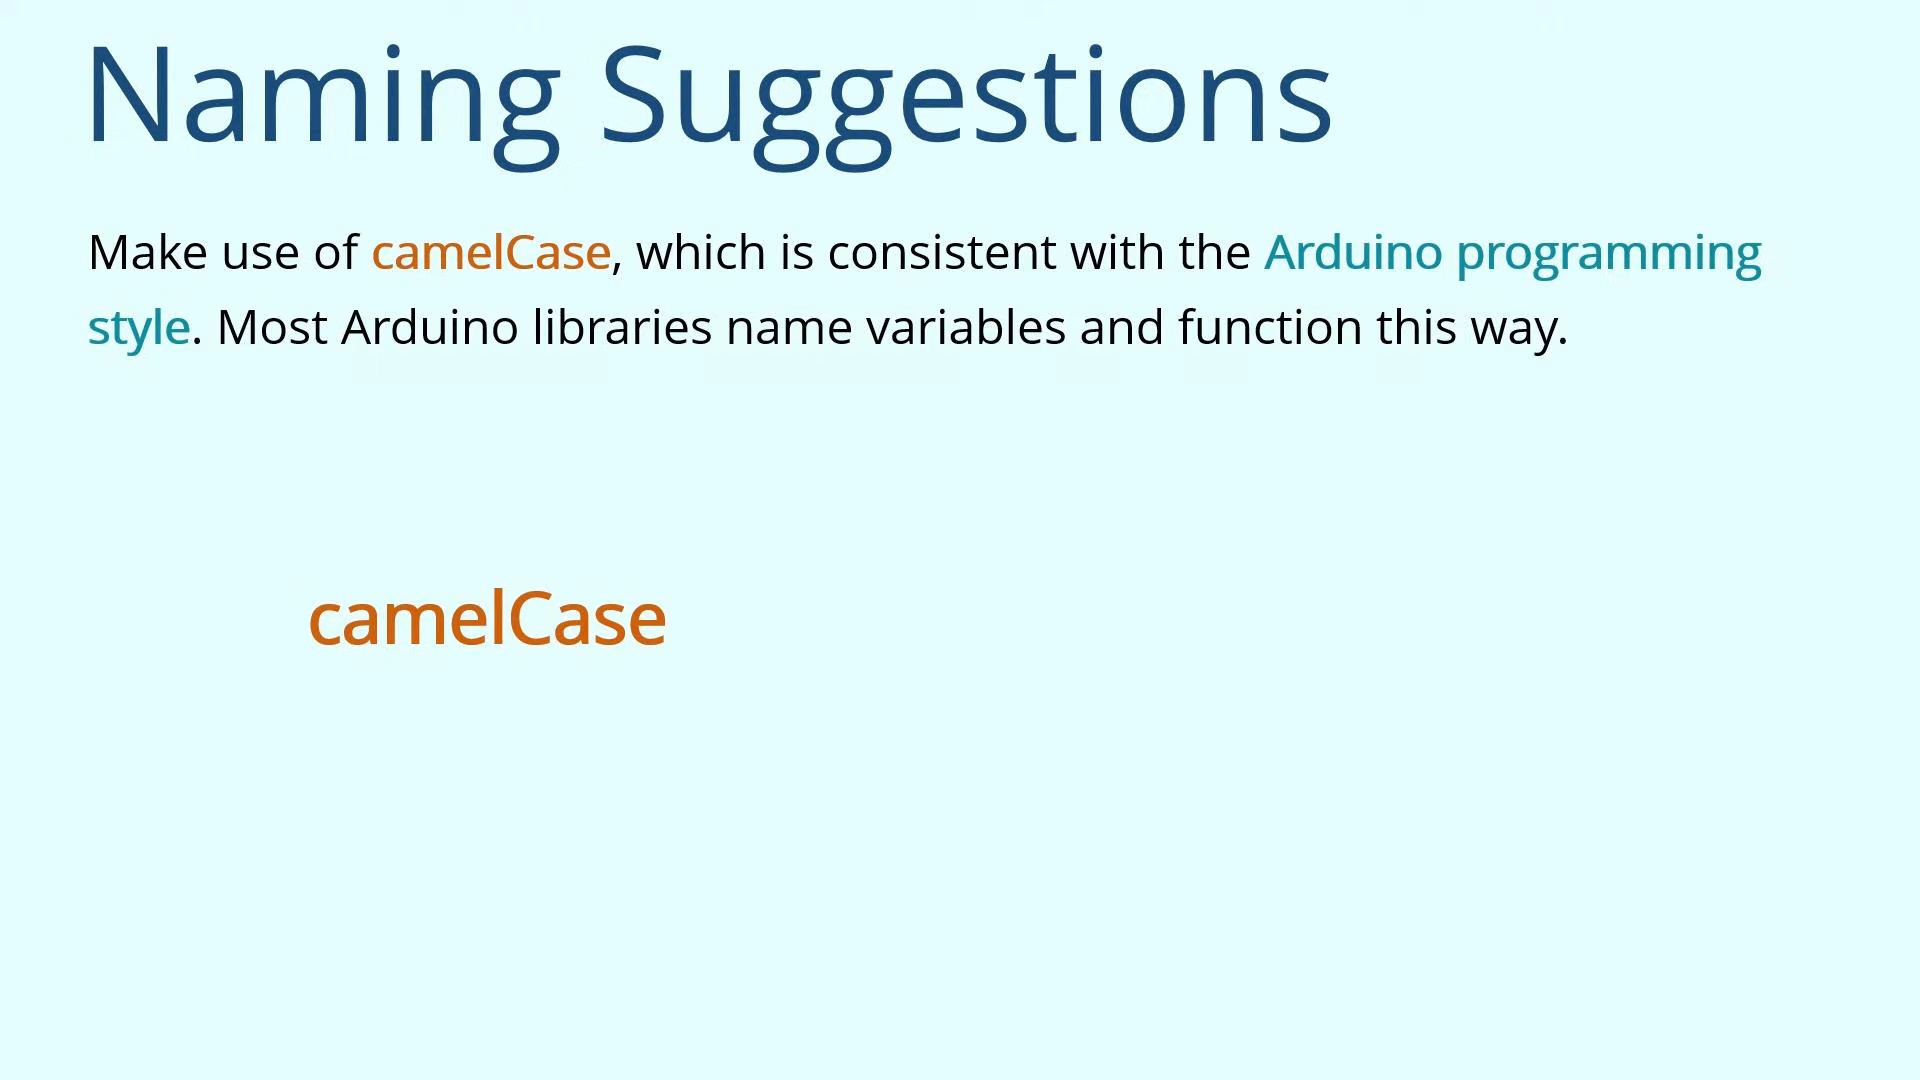 Naming Suggestions
Make use of camelCase, which is consistent with the Arduino programming
style. Most Arduino libraries name variables and function this way.
camelCase